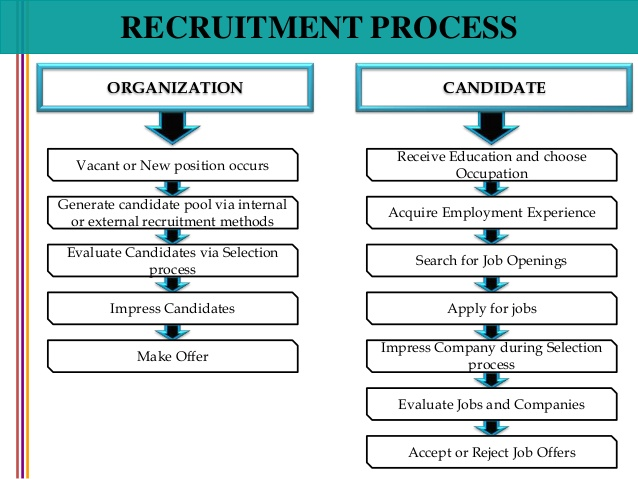 RECRUITMENT PROCESS
ORGANIZATION
Vacant or New position occurs
Generate candidate pool via internal
or external recruitment methods
Evaluate Candidates via Selection
process
Impress Candidates
Make Offer
CANDIDATE
Receive Education and choose
Occupation
Acquire Employment Experience
Search for Job Openings
Apply for jobs
Impress Company during Selection
process
Evaluate Jobs and Companies
Accept or Reject Job Offers